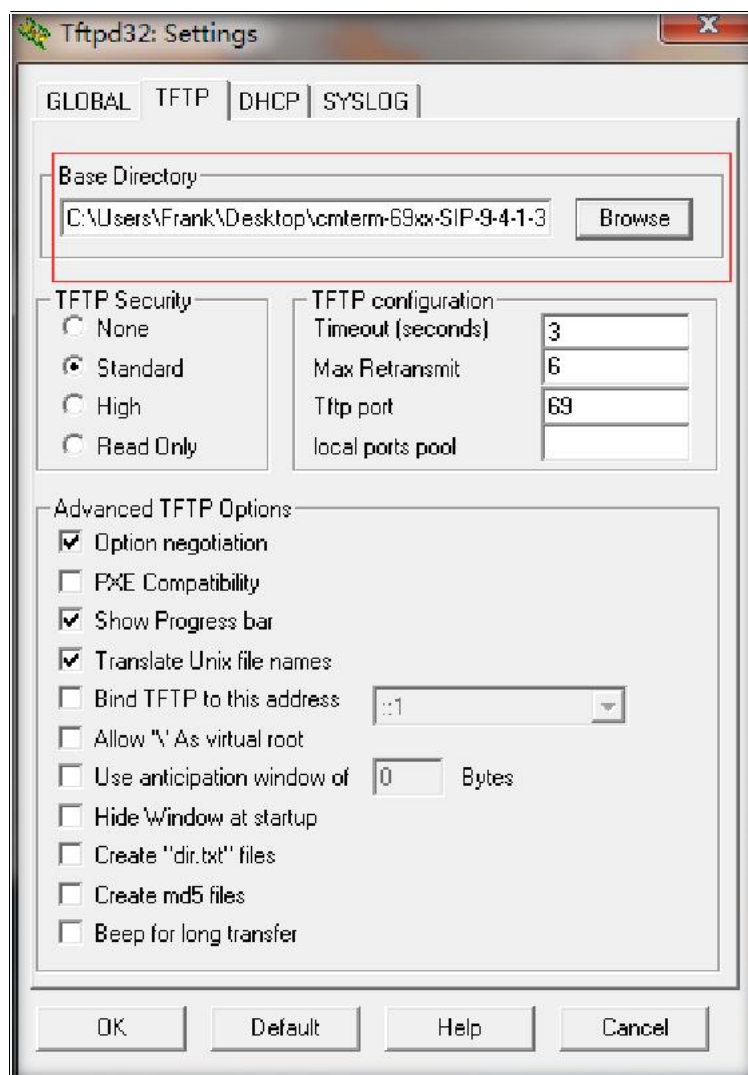 Tftpd32: Settings
GLOBAL TFTP DHCP SYSLOG
Base Directory
C:\Users\Frank\Desktop\cmterm-69xx-SIP-9-4-1-3 Browse
TFTP Security
None
Standard
High
Read Only
TFTP configuration
Timeout (seconds) 3
Max Retransmit 6
Tftp port 69
local ports pool
Advanced TFTP Options
Option negotiation
PXE Compatibility
Show Progress bar
Translate Unix file names
Bind TFTP to this address ::1
Allow '\' As virtual root
Use anticipation window of 0 Bytes
Hide Window at startup
Create "dir.txt" files
Create md5 files
Beep for long transfer
OK Default Help Cancel